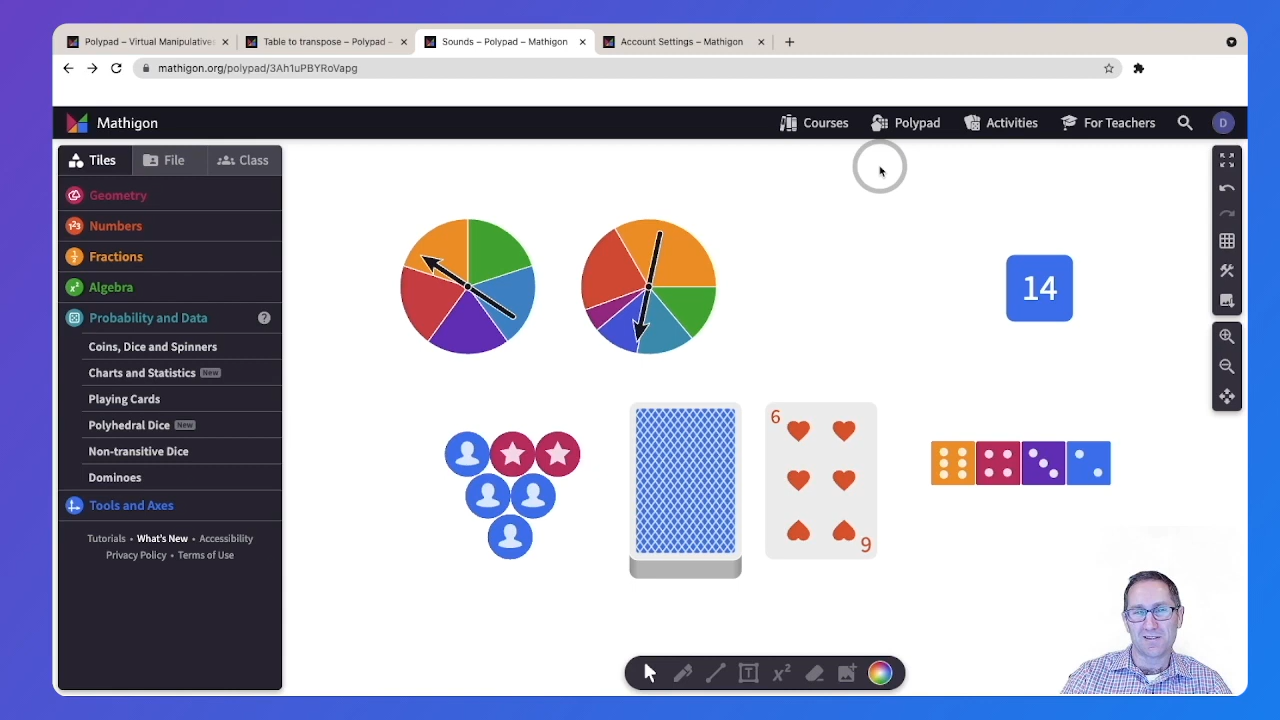 Polypad – Virtual Manipulatives
Table to transpose – Polypad –
Sounds – Polypad – Mathigon
Account Settings – Mathigon
mathigon.org/polypad/3Ah1uPBYRoVapg
Mathigon
Courses
Polypad
Activities
For Teachers
D
Tiles
File
Class
Geometry
Numbers
Fractions
Algebra
Probability and Data ?
Coins, Dice and Spinners
Charts and Statistics New
Playing Cards
Polyhedral Dice New
Non-transitive Dice
Dominoes
Tools and Axes
Tutorials • What's New • Accessibility
Privacy Policy • Terms of Use
14
6
6
T
x²